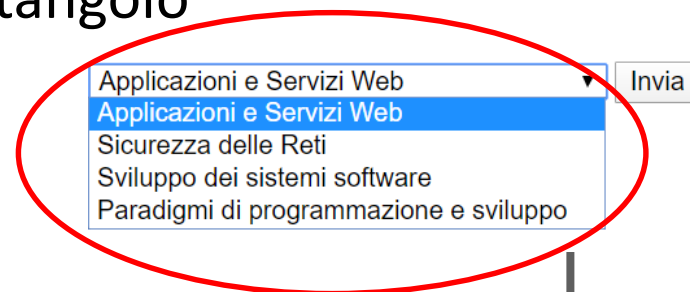 tangolo
Applicazioni e Servizi Web Invia
Applicazioni e Servizi Web
Sicurezza delle Reti
Sviluppo dei sistemi software
Paradigmi di programmazione e sviluppo